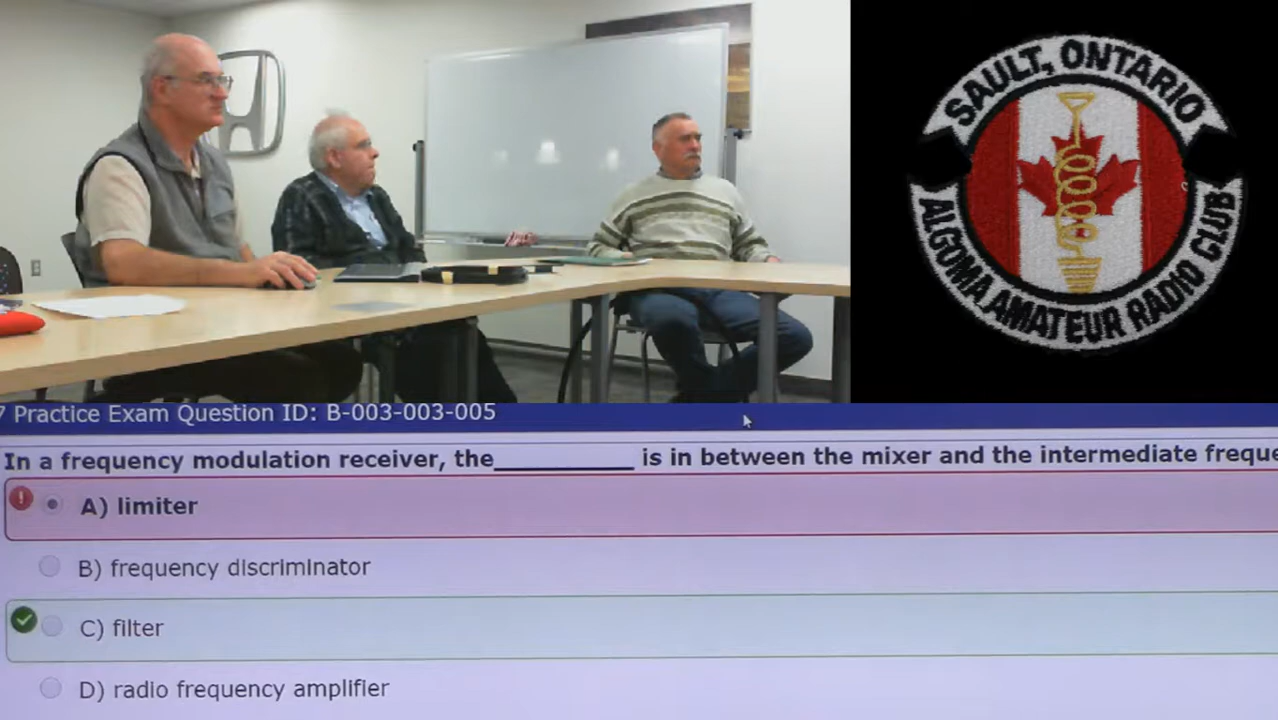 SAULT, ONTARIO
ALGOMA AMATEUR RADIO CLUB
7 Practice Exam Question ID: B-003-003-005
In a frequency modulation receiver, the__________ is in between the mixer and the intermediate freque
A) limiter
B) frequency discriminator
C) filter
D) radio frequency amplifier